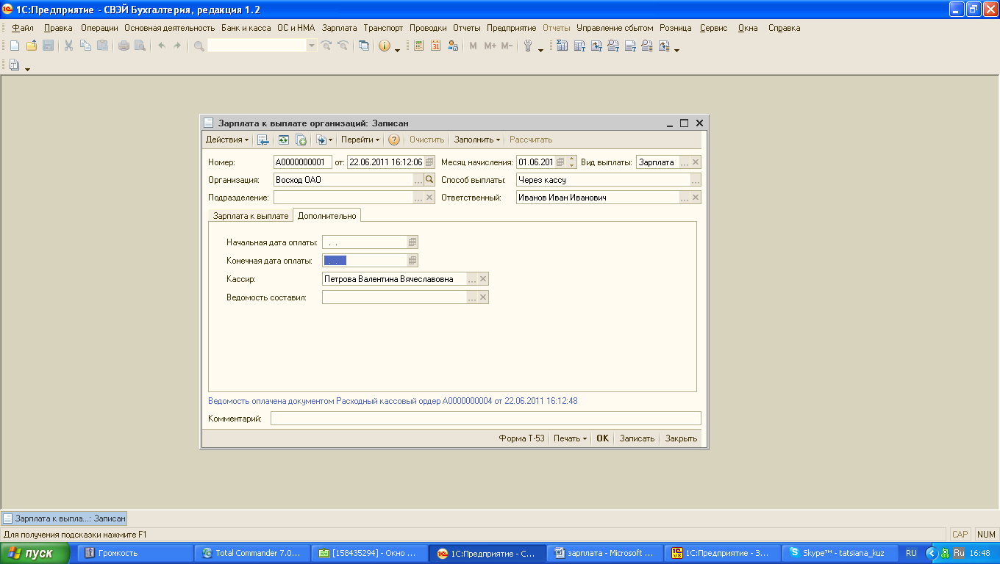 1С:Предприятие - СВЭЙ Бухгалтерия, редакция 1.2
Файл Правка Операции Основная деятельность Банк и касса ОС и НМА Зарплата Транспорт Проводки Отчеты Предприятие Отчеты Управление сбытом Розница Сервис Окна Справка
M M+ M-
Зарплата к выплате организаций: Записан
Действия Перейти Очистить Заполнить Рассчитать
Номер: А0000000001 от: 22.06.2011 16:12:06 Месяц начисления: 01.06.201 Вид выплаты: Зарплата ...
Организация: Восход ОАО ... Способ выплаты: Через кассу ...
Подразделение: ... Ответственный: Иванов Иван Иванович ...
Зарплата к выплате Дополнительно
Начальная дата оплаты: . .
Конечная дата оплаты: . .
Кассир: Петрова Валентина Вячеславовна ...
Ведомость составил: ...
Ведомость оплачена документом Расходный кассовый ордер А0000000004 от 22.06.2011 16:12:48
Комментарий:
Форма Т-53 Печать OK Записать Закрыть
Зарплата к выпла...: Записан
Для получения подсказки нажмите F1 CAP NUM
пуск Громкость Total Commander 7.0... [158435294] - Окно ... 1С:Предприятие - С... зарплата - Microsoft ... 1С:Предприятие - З... Skype™ - tatsiana_kuz RU Ru 16:48